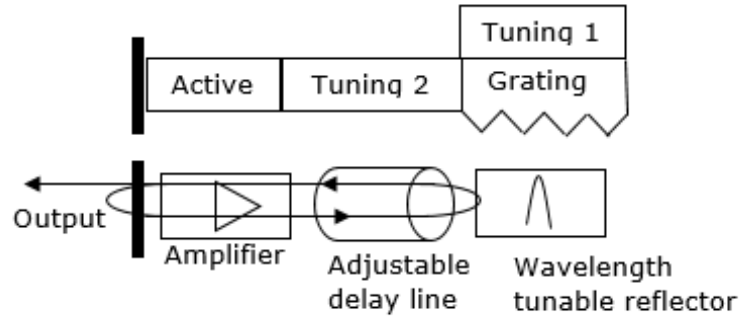 Tuning 1
Active
Tuning 2
Grating
Output
Amplifier
Adjustable
delay line
Wavelength
tunable reflector